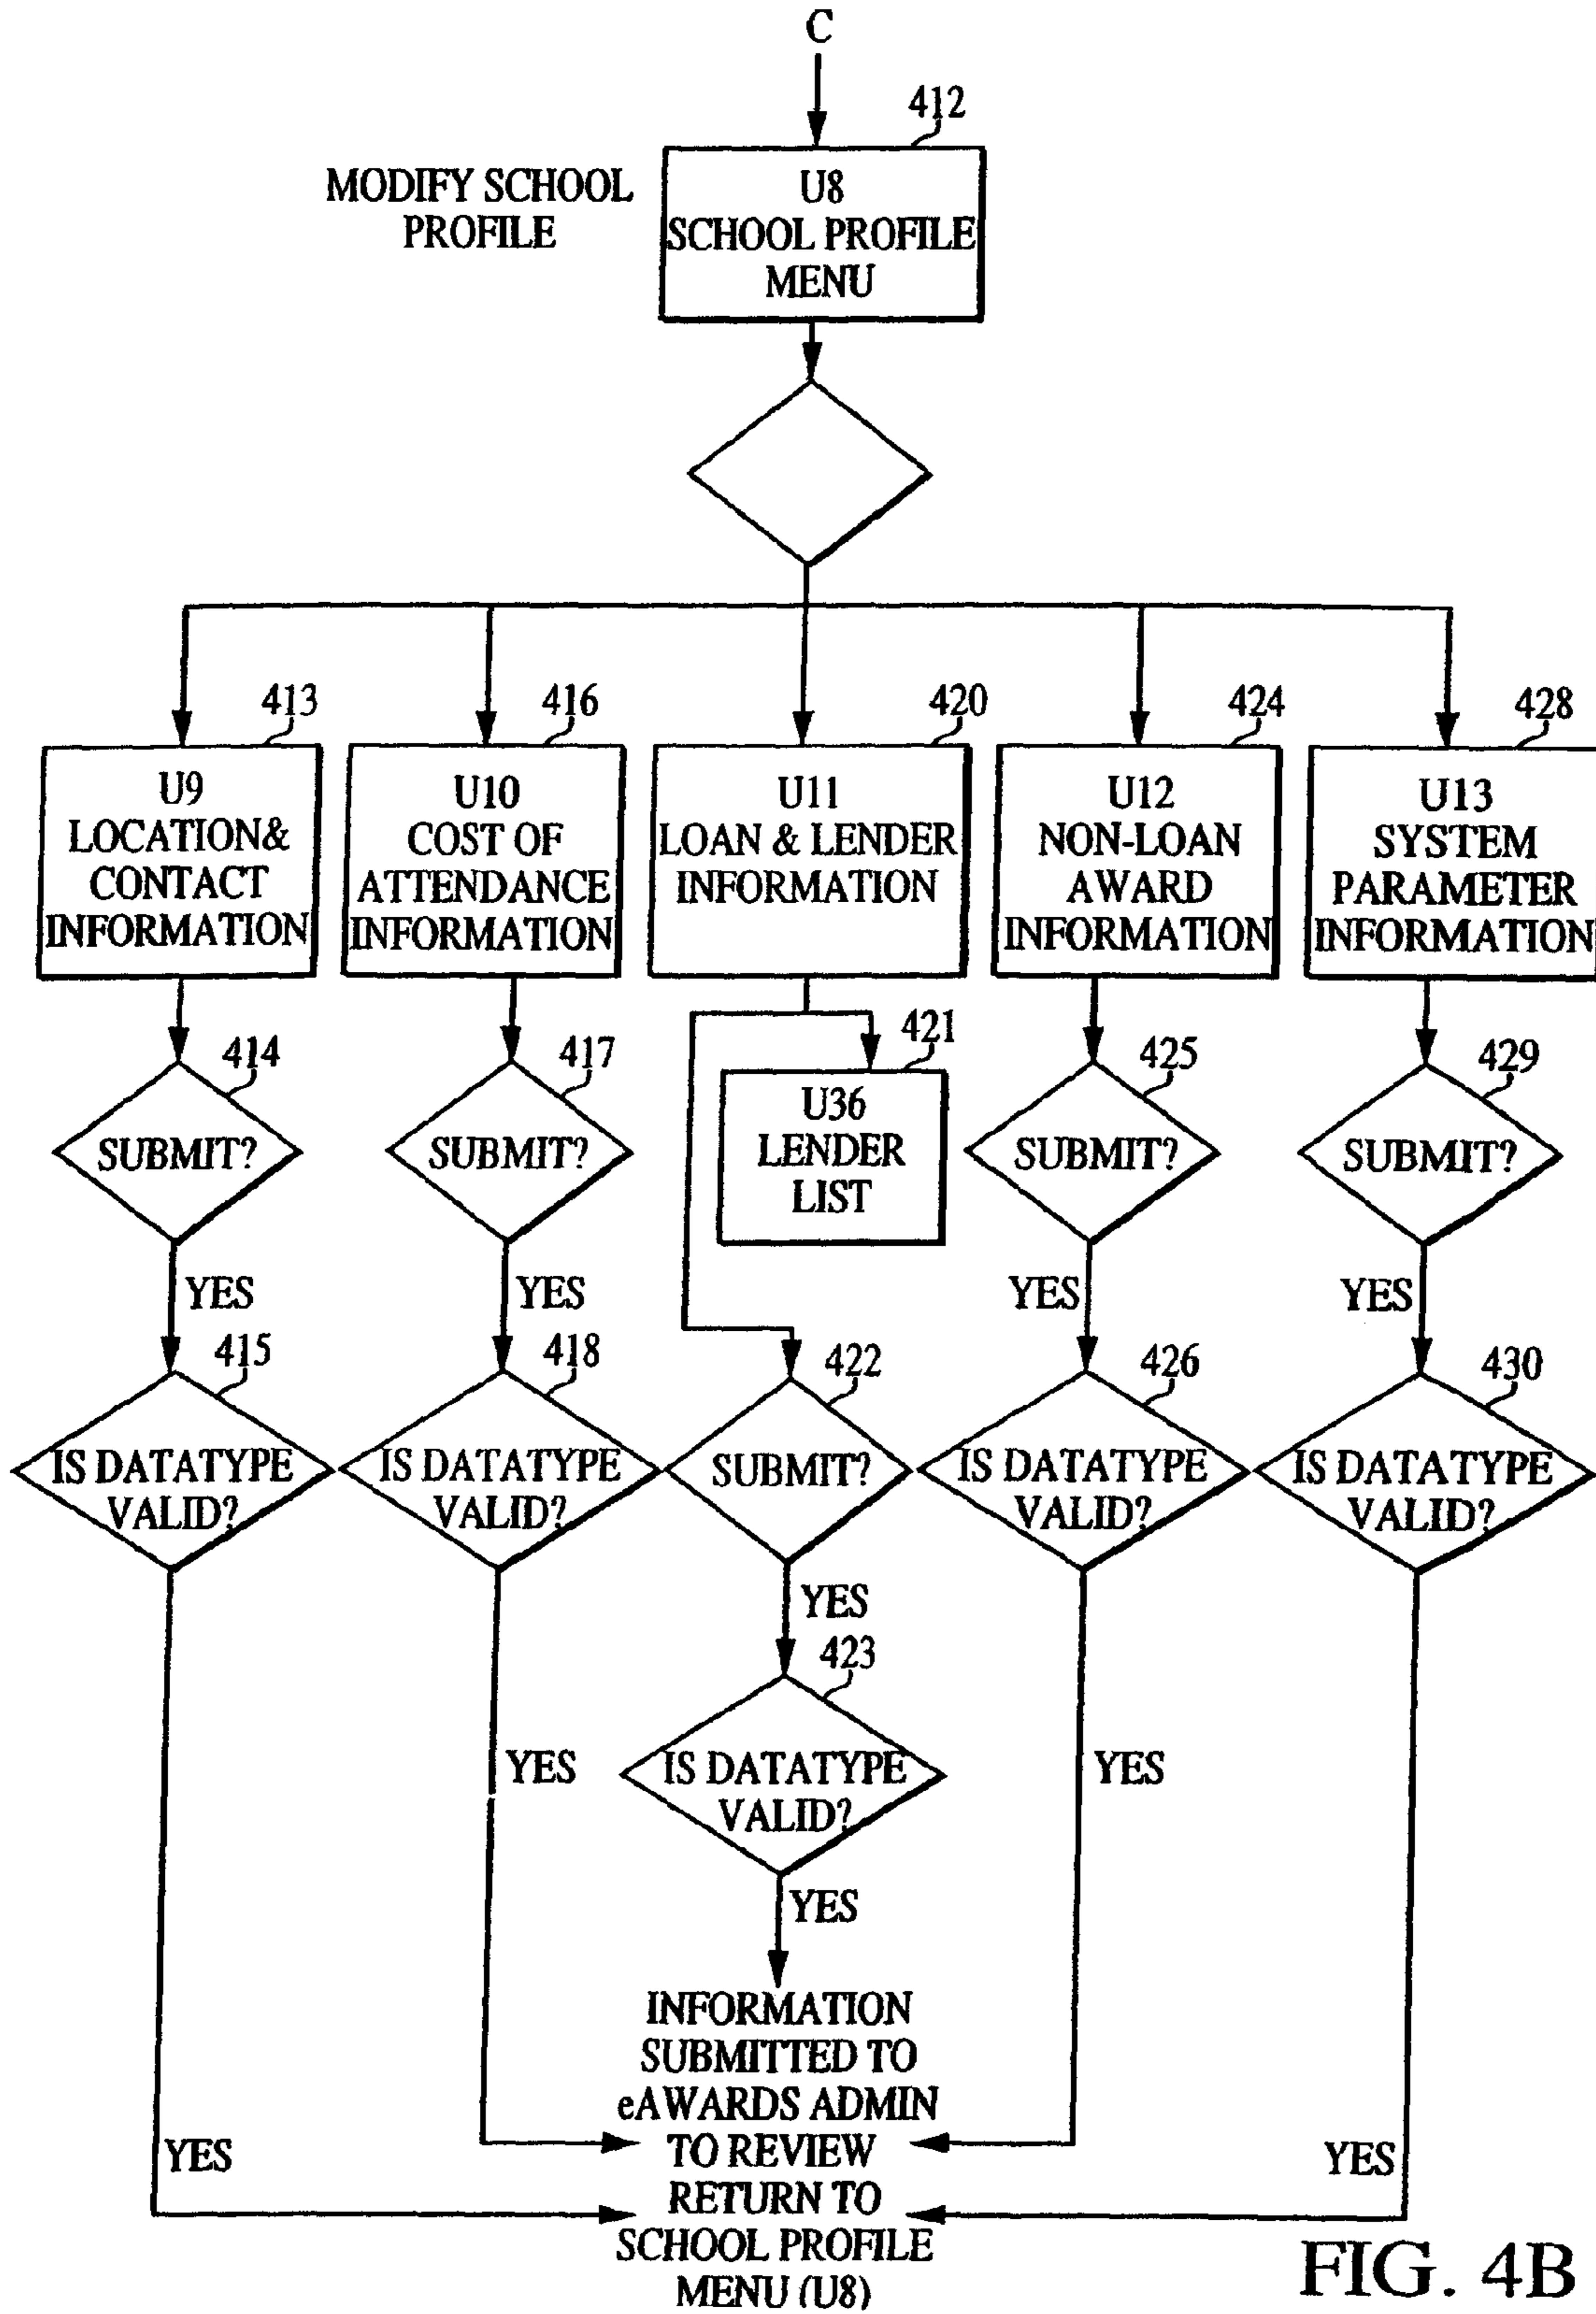 C
412
MODIFY SCHOOL
PROFILE
U8
SCHOOL PROFILE
MENU
413
416
420
424
428
U9
LOCATION&
CONTACT
INFORMATION
U10
COST OF
ATTENDANCE
INFORMATION
U11
LOAN & LENDER
INFORMATION
U12
NON-LOAN
AWARD
INFORMATION
U13
SYSTEM
PARAMETER
INFORMATION
414
417
421
425
429
SUBMIT?
SUBMIT?
U36
LENDER
LIST
SUBMIT?
SUBMIT?
YES
YES
YES
YES
415
418
422
426
430
IS DATATYPE
VALID?
IS DATATYPE
VALID?
SUBMIT?
IS DATATYPE
VALID?
IS DATATYPE
VALID?
YES
423
YES
IS DATATYPE
VALID?
YES
YES
INFORMATION
SUBMITTED TO
eAWARDS ADMIN
TO REVIEW
YES
YES
RETURN TO
SCHOOL PROFILE
MENU (U8)
FIG. 4B